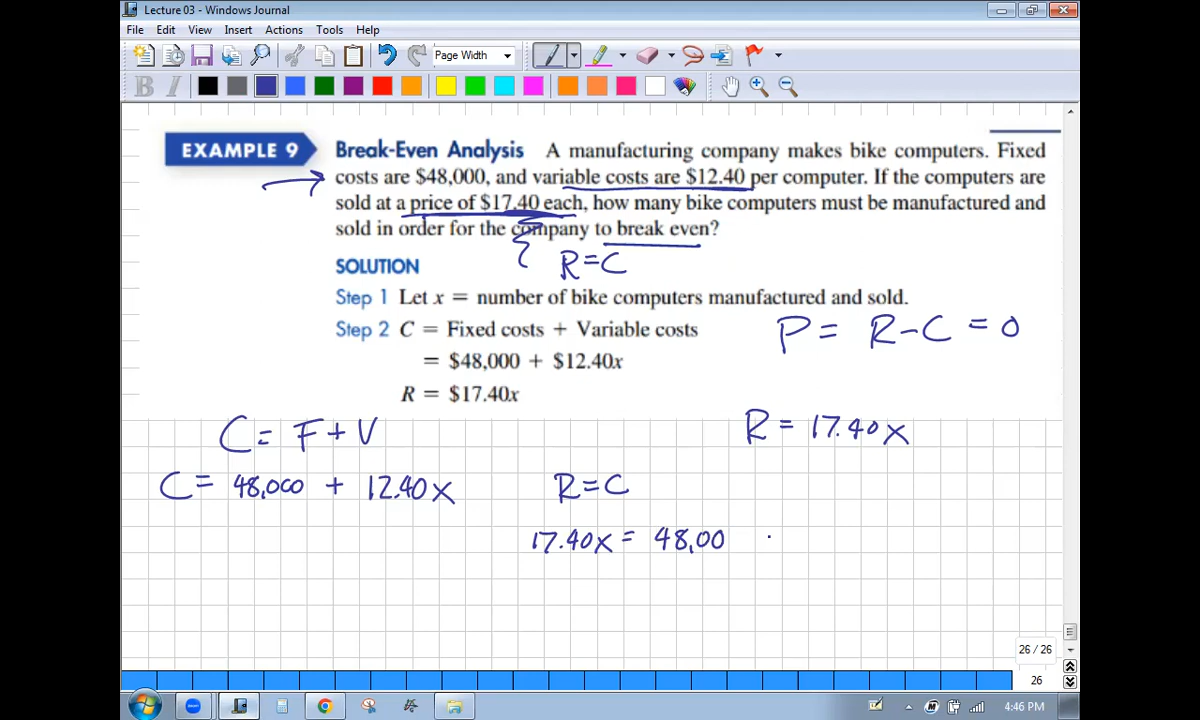 Lecture 03 - Windows Journal
File Edit View Insert Actions Tools Help
Page Width
B I
EXAMPLE 9 Break-Even Analysis A manufacturing company makes bike computers. Fixed
costs are $48,000, and variable costs are $12.40 per computer. If the computers are
sold at a price of $17.40 each, how many bike computers must be manufactured and
sold in order for the company to break even?
R=C
SOLUTION
Step 1 Let x = number of bike computers manufactured and sold.
Step 2 C = Fixed costs + Variable costs
P = R-C = 0
= $48,000 + $12.40x
R = $17.40x
C = F+V
R = 17.40x
C = 48,000 + 12.40x
R=C
17.40x = 48,00
26 / 26
26
4:46 PM